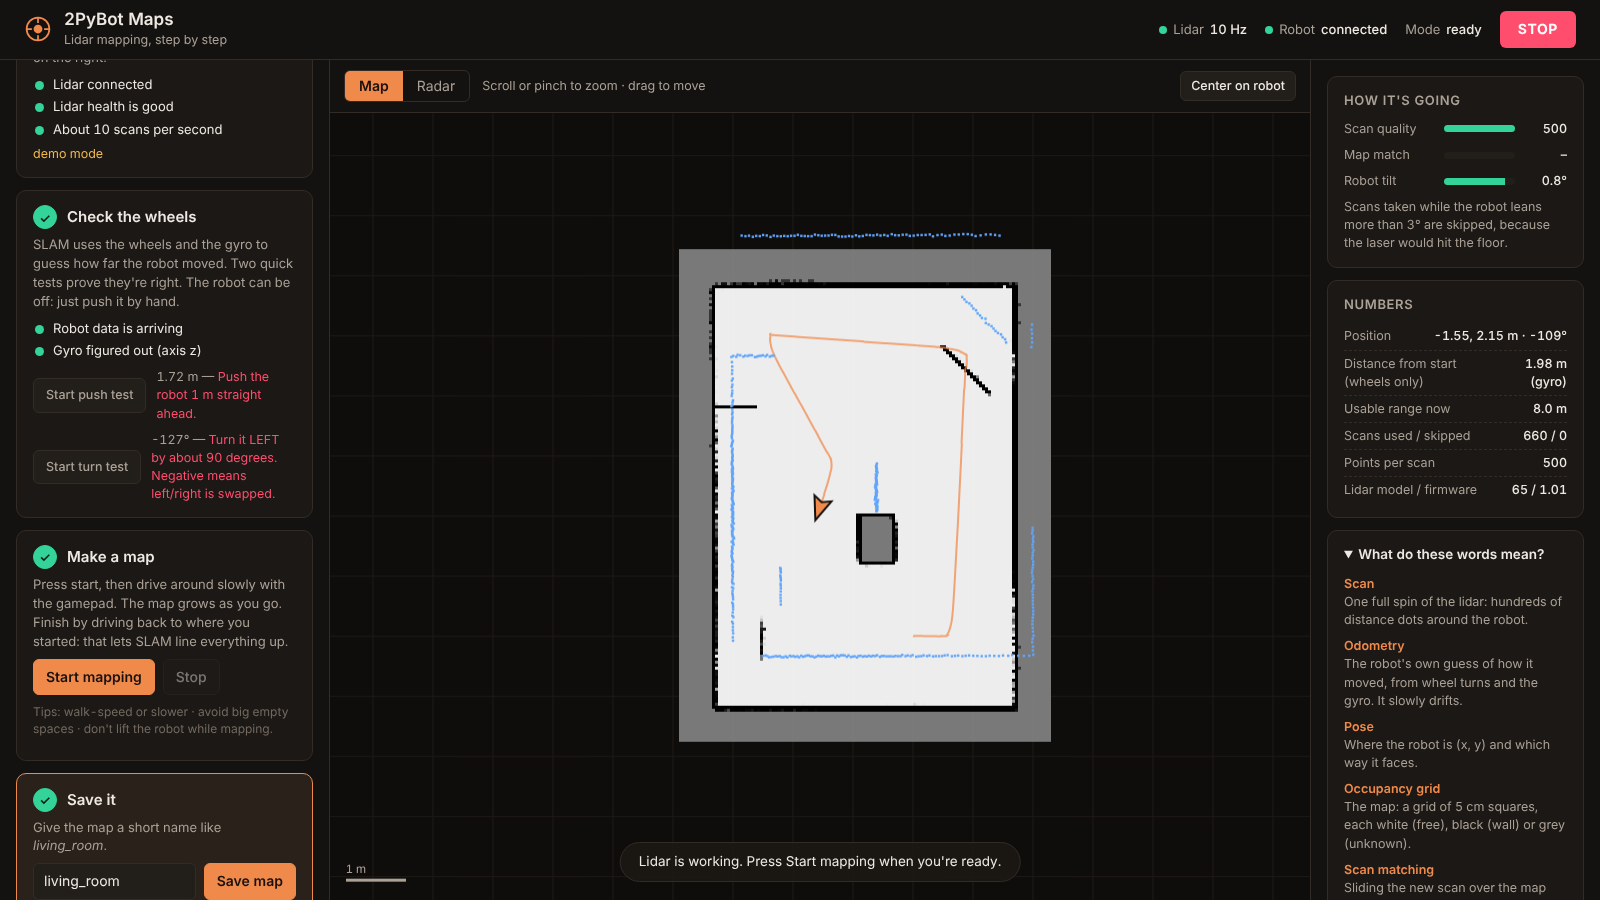 2PyBot Maps
Lidar mapping, step by step
Lidar 10 Hz
Robot connected
Mode ready
STOP
on the right.
Lidar connected
Lidar health is good
About 10 scans per second
demo mode
Check the wheels
SLAM uses the wheels and the gyro to
guess how far the robot moved. Two quick
tests prove they're right. The robot can be
off: just push it by hand.
Robot data is arriving
Gyro figured out (axis z)
Start push test
1.72 m — Push the
robot 1 m straight
ahead.
Start turn test
-127° — Turn it LEFT
by about 90 degrees.
Negative means
left/right is swapped.
Make a map
Press start, then drive around slowly with
the gamepad. The map grows as you go.
Finish by driving back to where you
started: that lets SLAM line everything up.
Start mapping
Stop
Tips: walk-speed or slower · avoid big empty
spaces · don't lift the robot while mapping.
Save it
Give the map a short name like
living_room.
living_room
Save map
Map
Radar
Scroll or pinch to zoom · drag to move
Center on robot
1 m
Lidar is working. Press Start mapping when you're ready.
HOW IT'S GOING
Scan quality 500
Map match –
Robot tilt 0.8°
Scans taken while the robot leans
more than 3° are skipped, because
the laser would hit the floor.
NUMBERS
Position -1.55, 2.15 m · -109°
Distance from start 1.98 m
(wheels only) (gyro)
Usable range now 8.0 m
Scans used / skipped 660 / 0
Points per scan 500
Lidar model / firmware 65 / 1.01
▼ What do these words mean?
Scan
One full spin of the lidar: hundreds of
distance dots around the robot.
Odometry
The robot's own guess of how it
moved, from wheel turns and the
gyro. It slowly drifts.
Pose
Where the robot is (x, y) and which
way it faces.
Occupancy grid
The map: a grid of 5 cm squares,
each white (free), black (wall) or grey
(unknown).
Scan matching
Sliding the new scan over the map